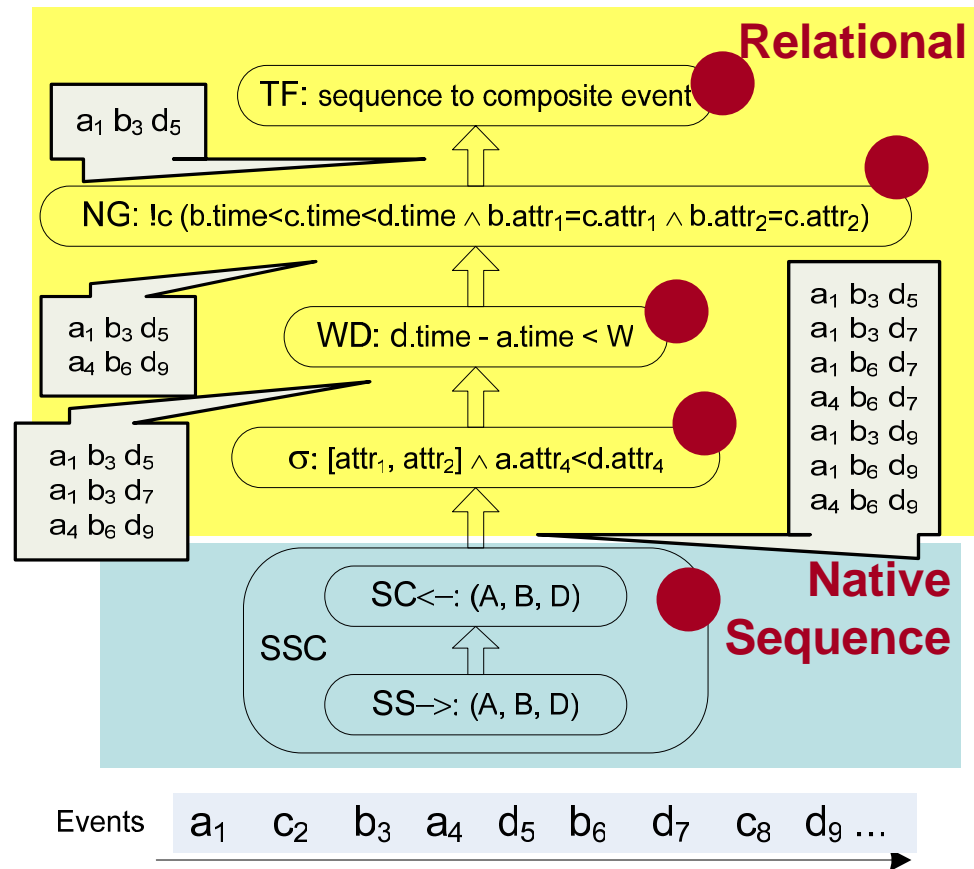 Relational
TF: sequence to composite event
a₁ b₃ d₅
NG: !c (b.time<c.time<d.time ∧ b.attr₁=c.attr₁ ∧ b.attr₂=c.attr₂)
a₁ b₃ d₅
a₄ b₆ d₉
WD: d.time - a.time < W
a₁ b₃ d₅
a₁ b₃ d₇
a₁ b₆ d₇
a₄ b₆ d₇
a₁ b₃ d₉
a₁ b₆ d₉
a₄ b₆ d₉
σ: [attr₁, attr₂] ∧ a.attr₄<d.attr₄
a₁ b₃ d₅
a₁ b₃ d₇
a₄ b₆ d₉
Native
Sequence
SC<–: (A, B, D)
SSC
SS–>: (A, B, D)
Events a₁ c₂ b₃ a₄ d₅ b₆ d₇ c₈ d₉ ...